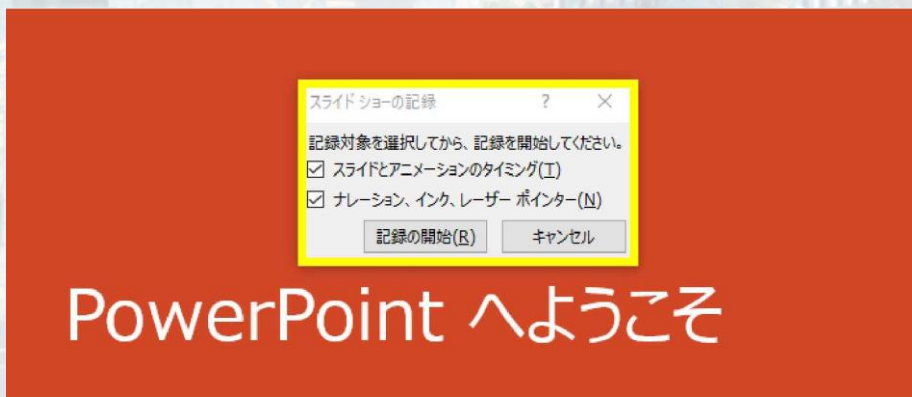 スライド ショーの記録 ? ×
記録対象を選択してから、記録を開始してください。
スライドとアニメーションのタイミング(T)
ナレーション、インク、レーザー ポインター(N)
記録の開始(R) キャンセル
PowerPoint へようこそ